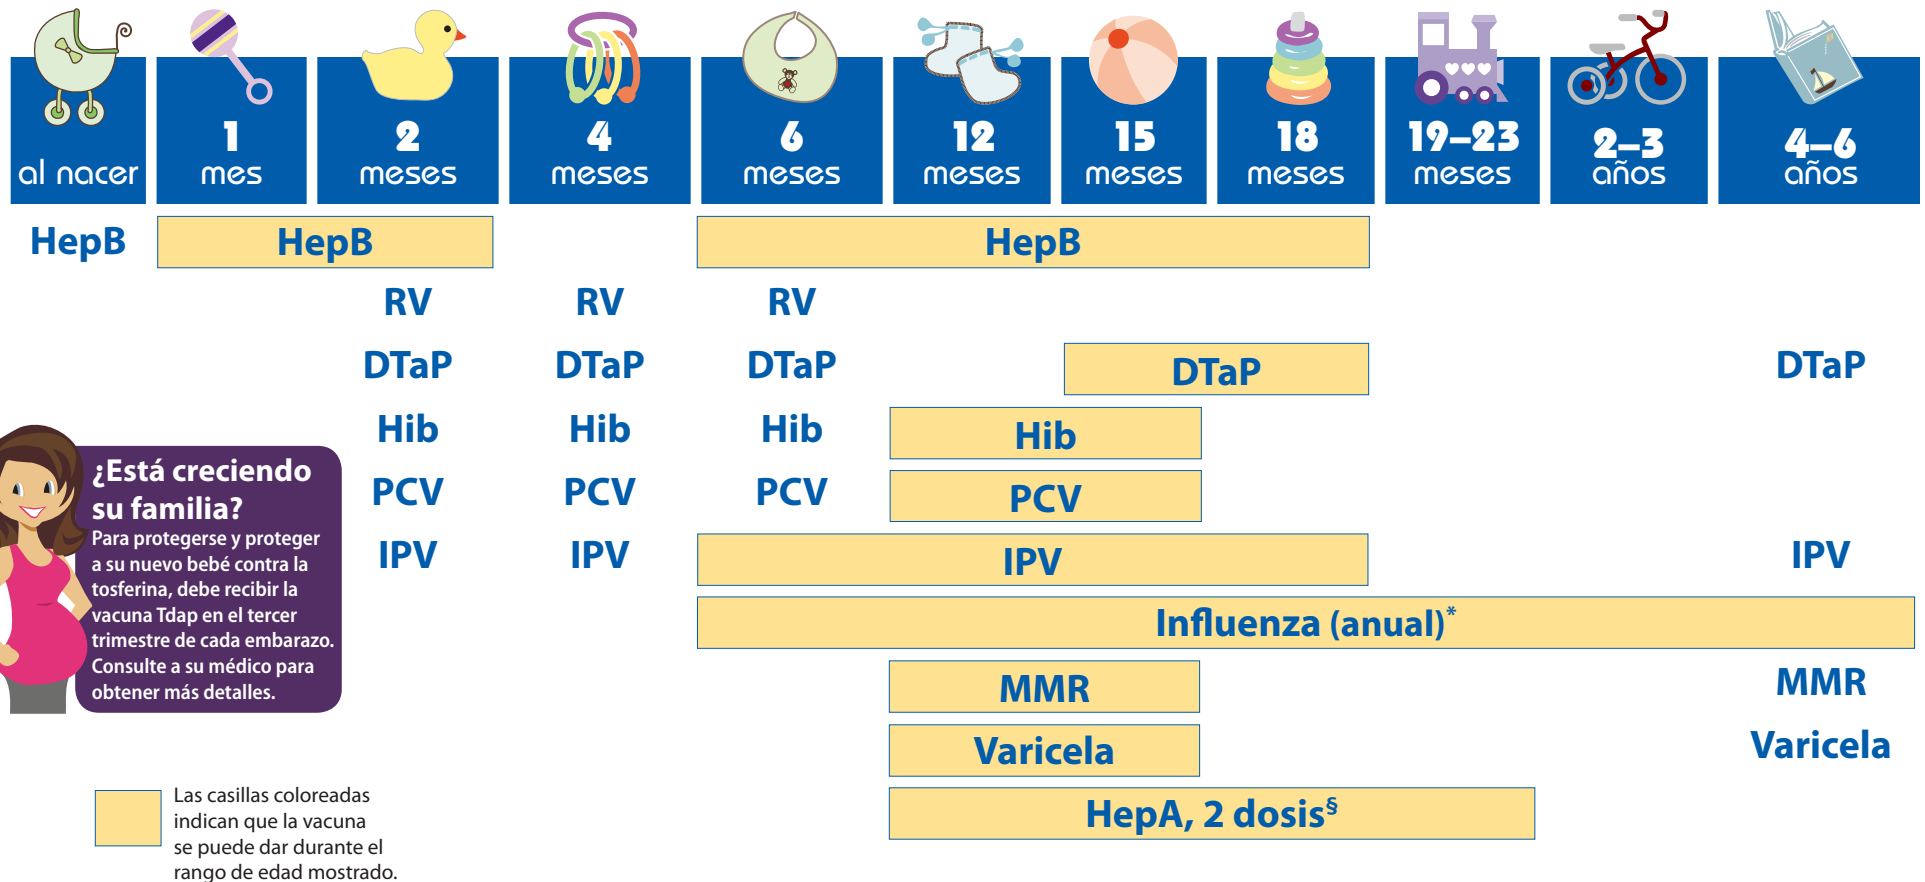 al nacer
1
mes
2
meses
4
meses
6
meses
12
meses
15
meses
18
meses
19–23
meses
2–3
años
4–6
años
HepB HepB HepB
RV RV RV
DTaP DTaP DTaP DTaP DTaP
Hib Hib Hib Hib
PCV PCV PCV PCV
IPV IPV IPV IPV
Influenza (anual)*
MMR MMR
Varicela Varicela
HepA, 2 dosis§
¿Está creciendo
su familia?
Para protegerse y proteger
a su nuevo bebé contra la
tosferina, debe recibir la
vacuna Tdap en el tercer
trimestre de cada embarazo.
Consulte a su médico para
obtener más detalles.
Las casillas coloreadas
indican que la vacuna
se puede dar durante el
rango de edad mostrado.